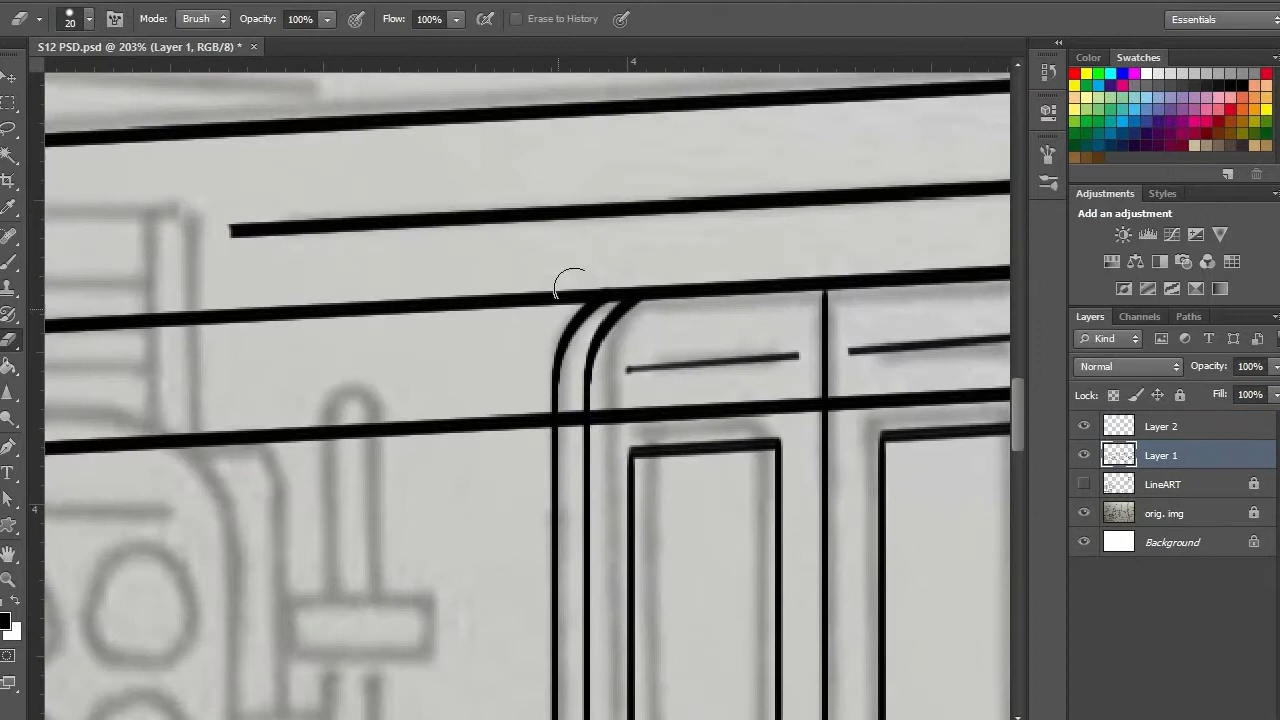 20 Mode: Brush Opacity: 100% Flow: 100% Erase to History Essentials
S12 PSD.psd @ 203% (Layer 1, RGB/8) * ×
4
4
Color Swatches
Adjustments Styles
Add an adjustment
Layers Channels Paths
Kind
Normal Opacity: 100%
Lock: Fill: 100%
Layer 2
Layer 1
LineART
orig. img
Background